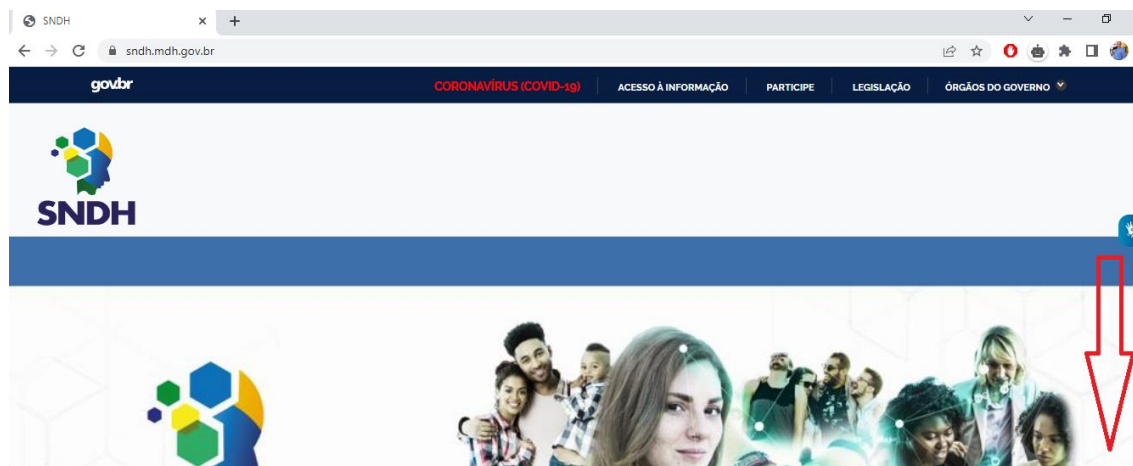 SNDH
sndh.mdh.gov.br
gov.br
CORONAVÍRUS (COVID-19)
ACESSO À INFORMAÇÃO
PARTICIPE
LEGISLAÇÃO
ÓRGÃOS DO GOVERNO
SNDH